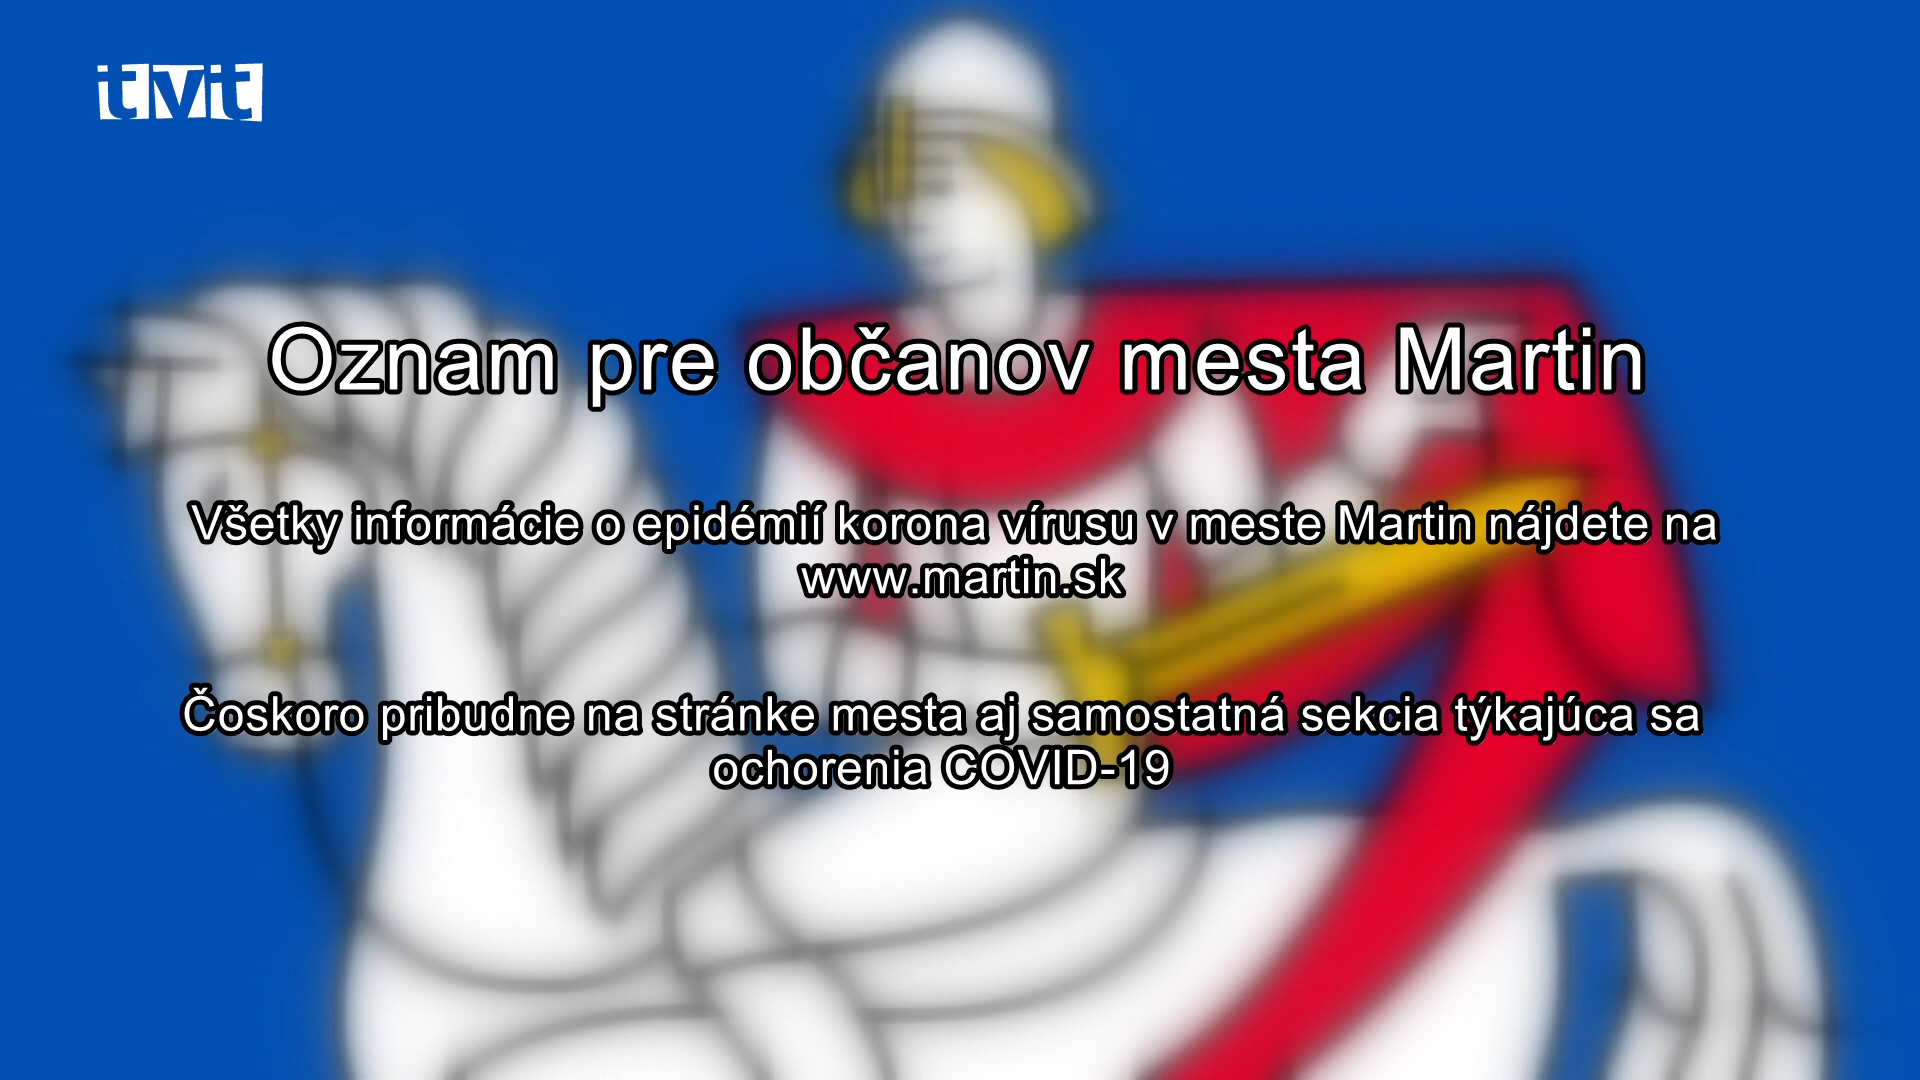 tvt
Oznam pre občanov mesta Martin
Všetky informácie o epidémií korona vírusu v meste Martin nájdete na
www.martin.sk
Čoskoro pribudne na stránke mesta aj samostatná sekcia týkajúca sa
ochorenia COVID-19